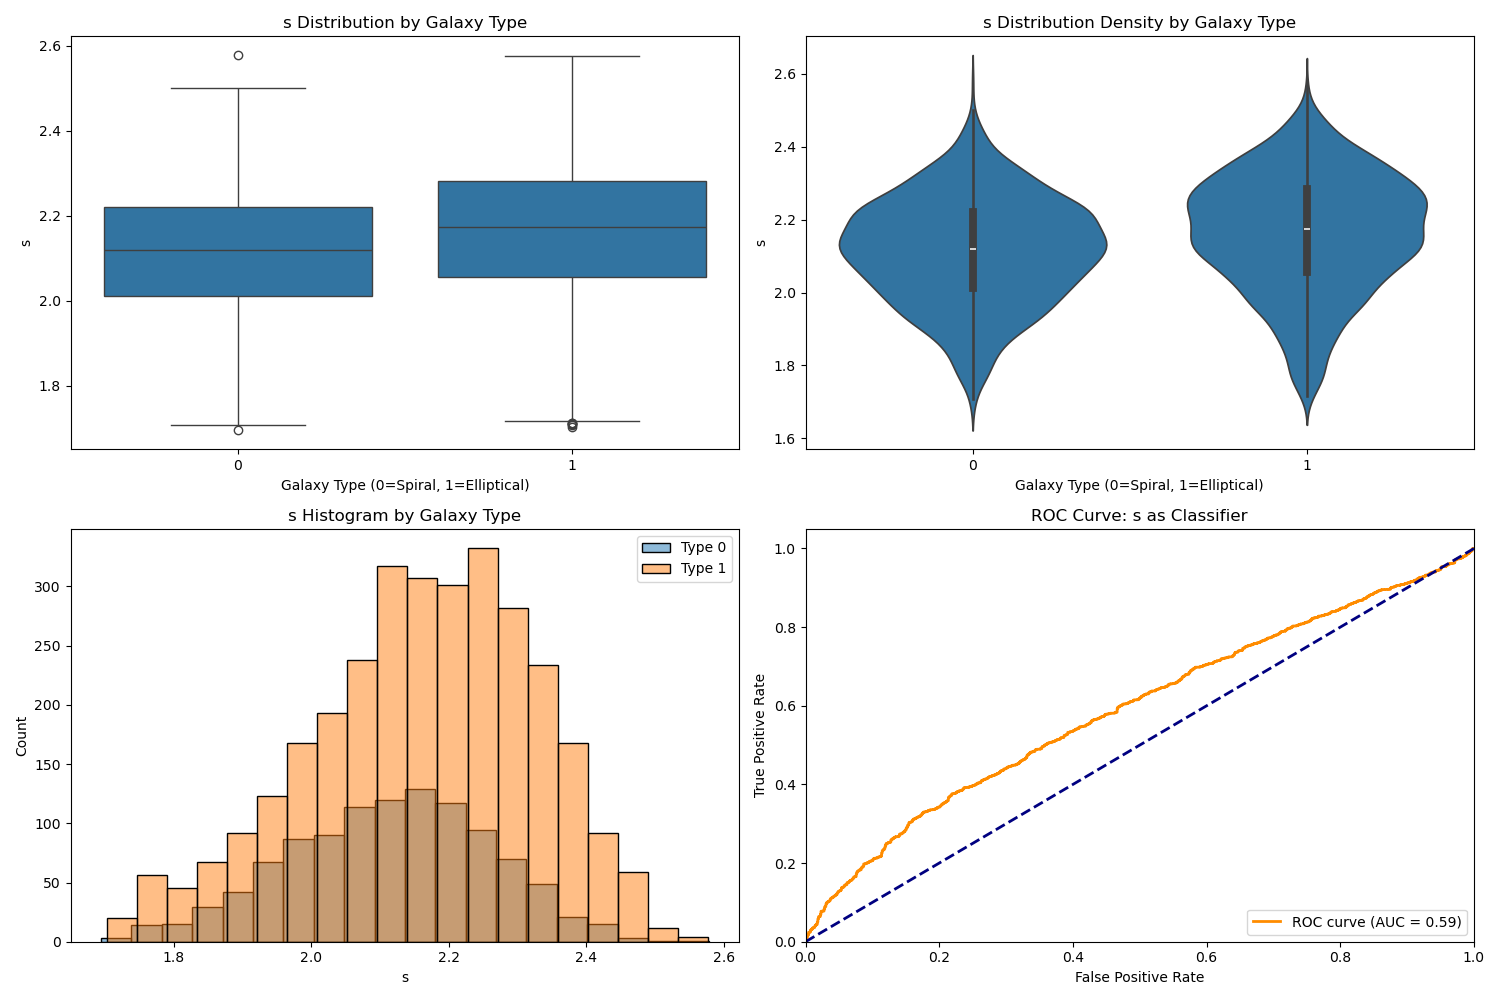 s Distribution by Galaxy Type
2.6
2.4
2.2
2.0
1.8
s
0
1
Galaxy Type (0=Spiral, 1=Elliptical)
s Distribution Density by Galaxy Type
2.6
2.4
2.2
2.0
1.8
1.6
s
0
1
Galaxy Type (0=Spiral, 1=Elliptical)
s Histogram by Galaxy Type
Type 0
Type 1
300
250
200
150
100
50
0
Count
1.8
2.0
2.2
2.4
2.6
s
ROC Curve: s as Classifier
1.0
0.8
0.6
0.4
0.2
0.0
True Positive Rate
ROC curve (AUC = 0.59)
0.0
0.2
0.4
0.6
0.8
1.0
False Positive Rate